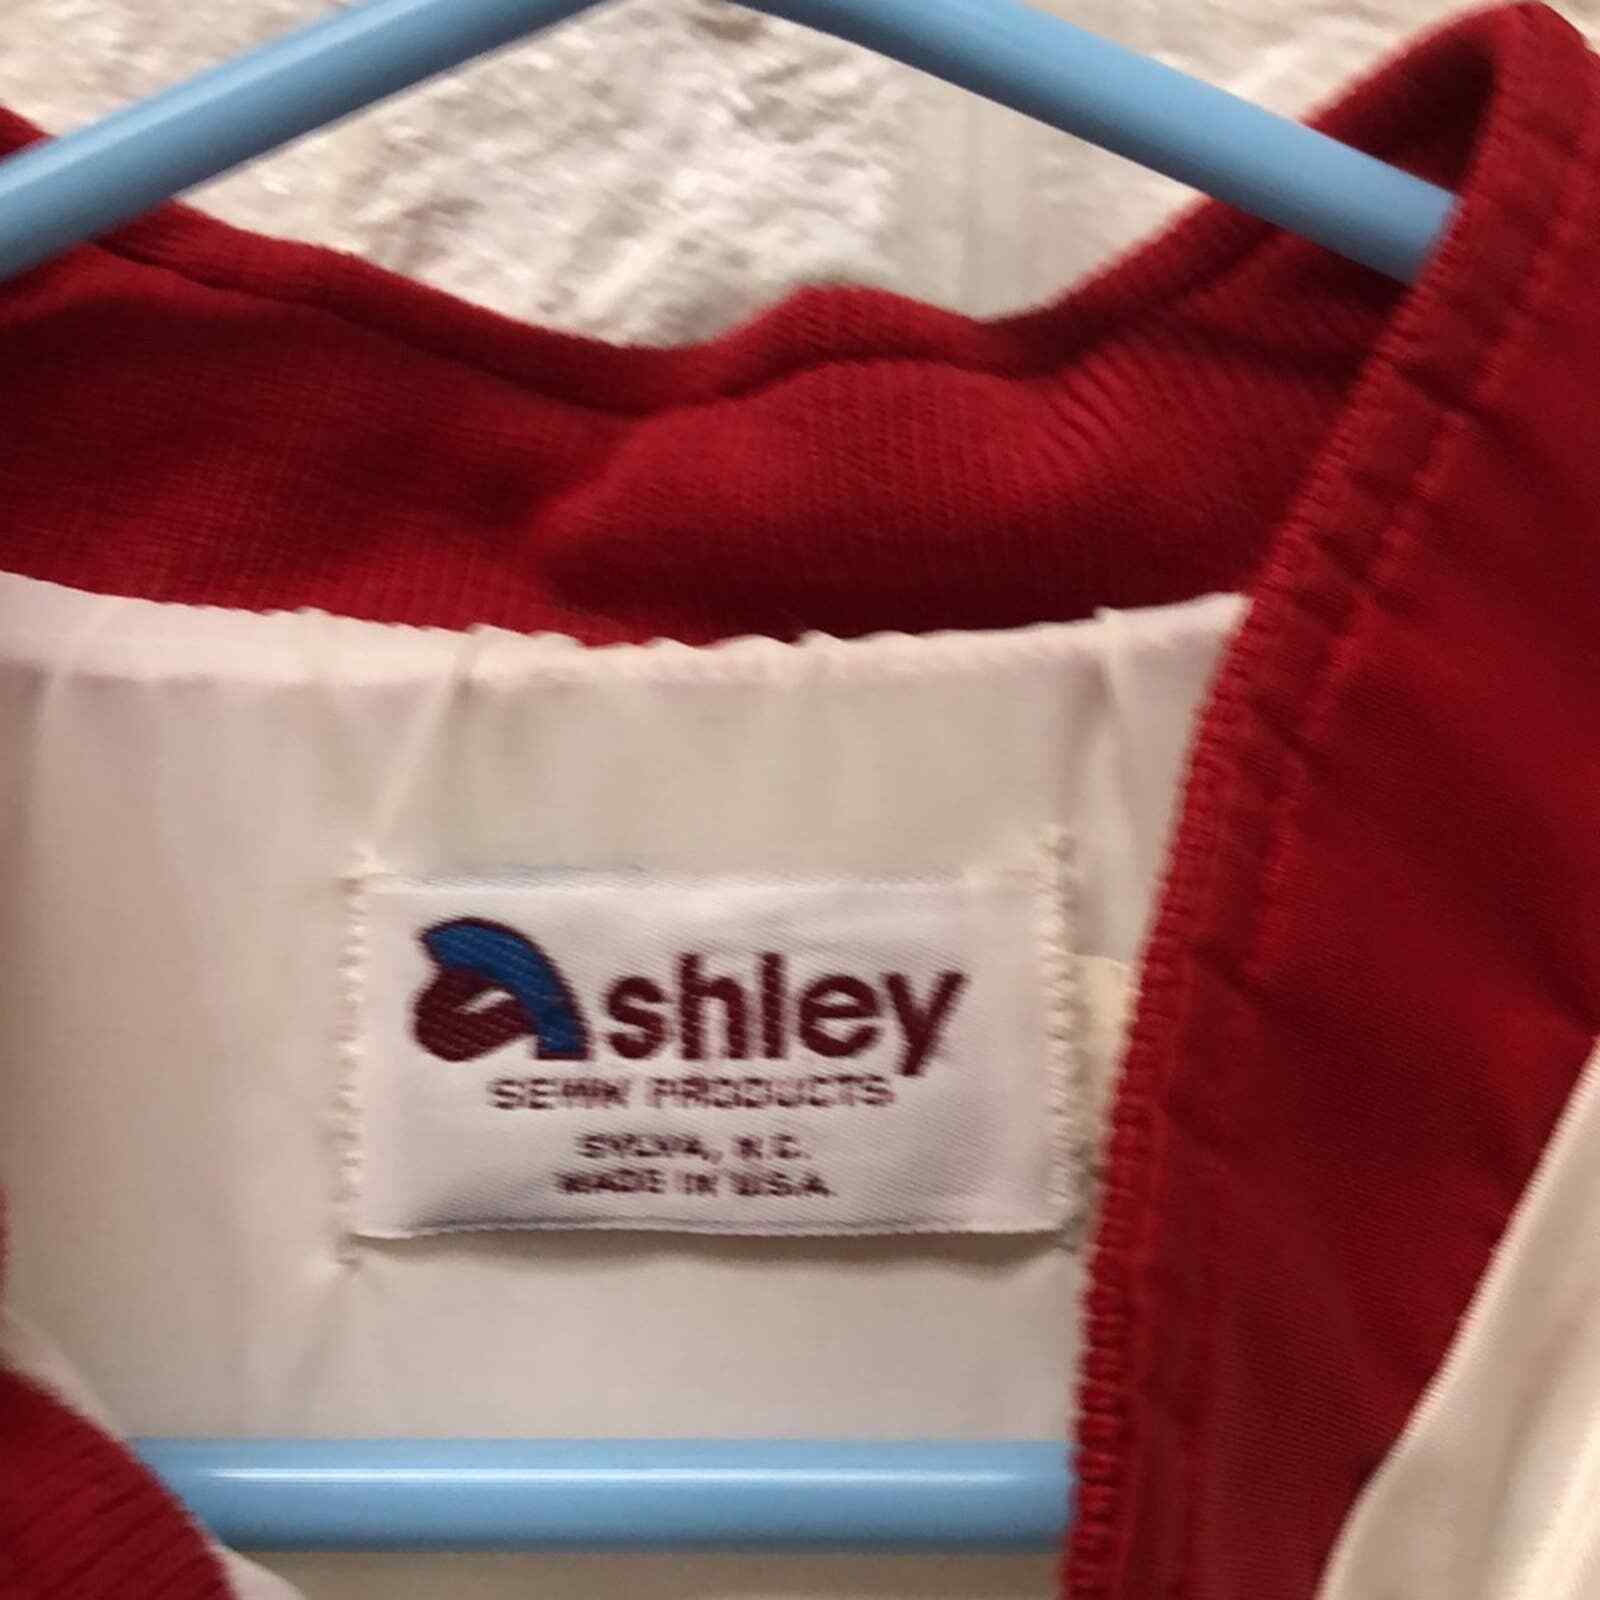 Ashley
SEWN PRODUCTS
SYLVA, N.C.
MADE IN U.S.A.